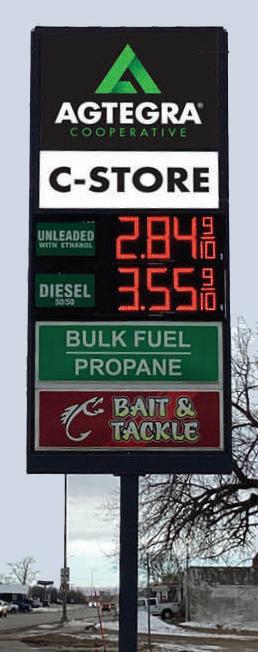 AGTEGRA®
COOPERATIVE
C-STORE
UNLEADED
WITH ETHANOL
2.84 9/10
DIESEL
50/50
3.55 9/10
BULK FUEL
PROPANE
BAIT &
TACKLE